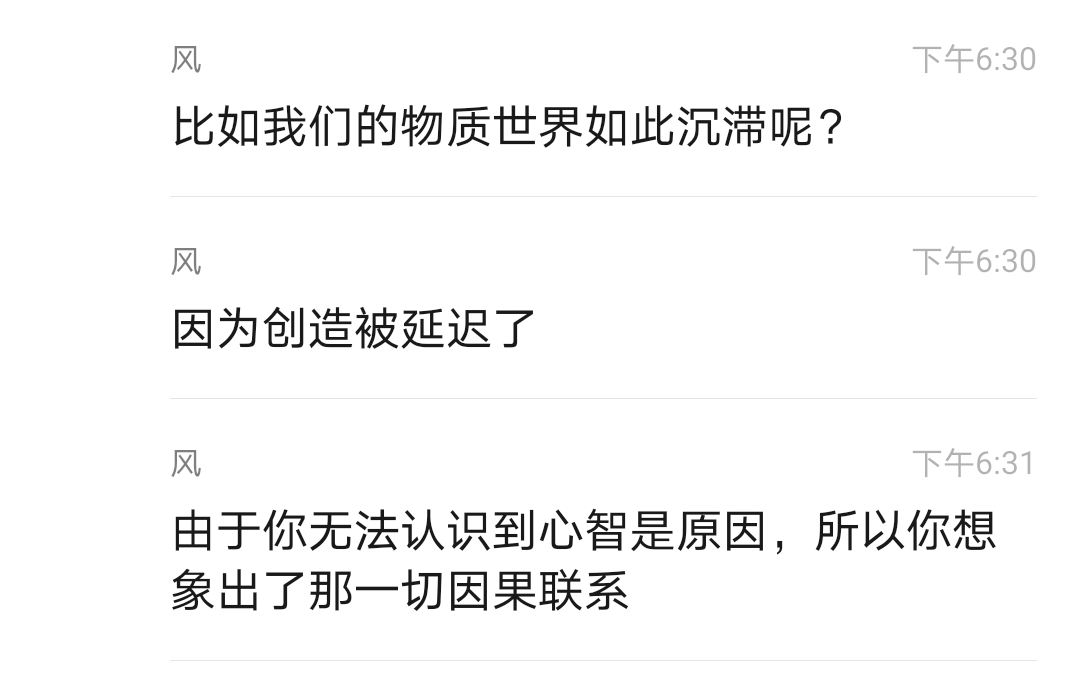 风 下午6:30
比如我们的物质世界如此沉滞呢？
风 下午6:30
因为创造被延迟了
风 下午6:31
由于你无法认识到心智是原因，所以你想
象出了那一切因果联系